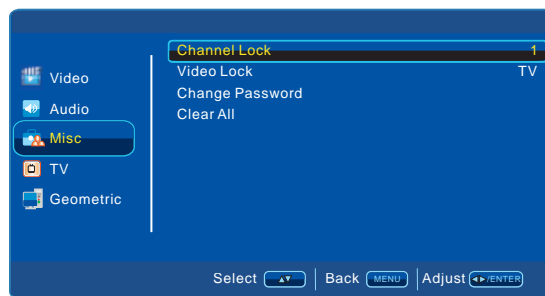 Video
Audio
Misc
TV
Geometric
Channel Lock 1
Video Lock TV
Change Password
Clear All
Select Back MENU Adjust /ENTER